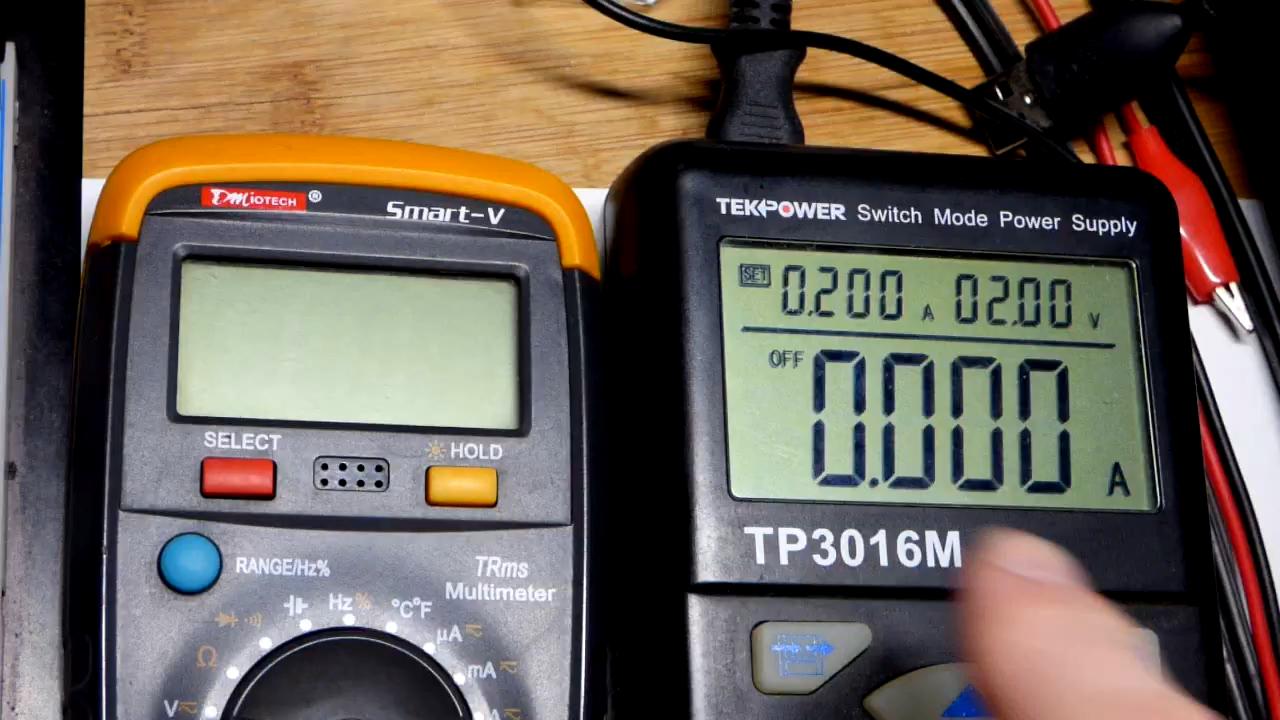 DMiOTECH ®
Smart-V
SELECT
HOLD
RANGE/Hz%
TRms
Multimeter
Hz%
°C°F
µA
mA
Ω
V
A
TEKPOWER Switch Mode Power Supply
SET 0.200 A 02.00 V
OFF 0.000 A
TP3016M